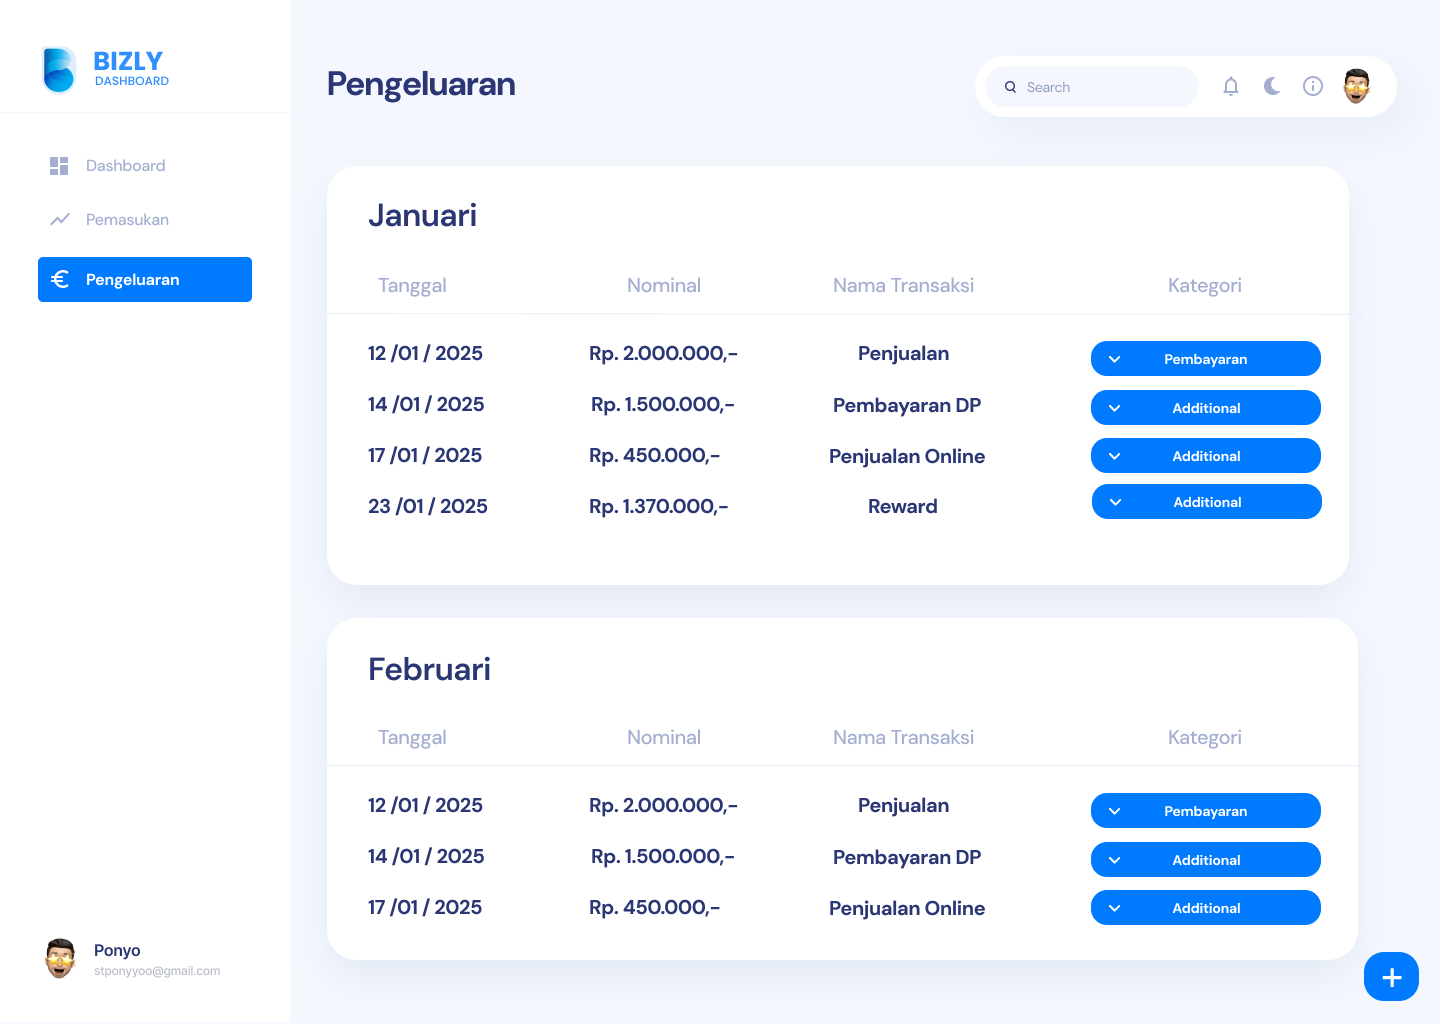 BIZLY
DASHBOARD
Dashboard
Pemasukan
Pengeluaran
Ponyo
stponyyoo@gmail.com
Pengeluaran
Search
Januari
Tanggal Nominal Nama Transaksi Kategori
12 /01 / 2025 Rp. 2.000.000,- Penjualan Pembayaran
14 /01 / 2025 Rp. 1.500.000,- Pembayaran DP Additional
17 /01 / 2025 Rp. 450.000,- Penjualan Online Additional
23 /01 / 2025 Rp. 1.370.000,- Reward Additional
Februari
Tanggal Nominal Nama Transaksi Kategori
12 /01 / 2025 Rp. 2.000.000,- Penjualan Pembayaran
14 /01 / 2025 Rp. 1.500.000,- Pembayaran DP Additional
17 /01 / 2025 Rp. 450.000,- Penjualan Online Additional
+